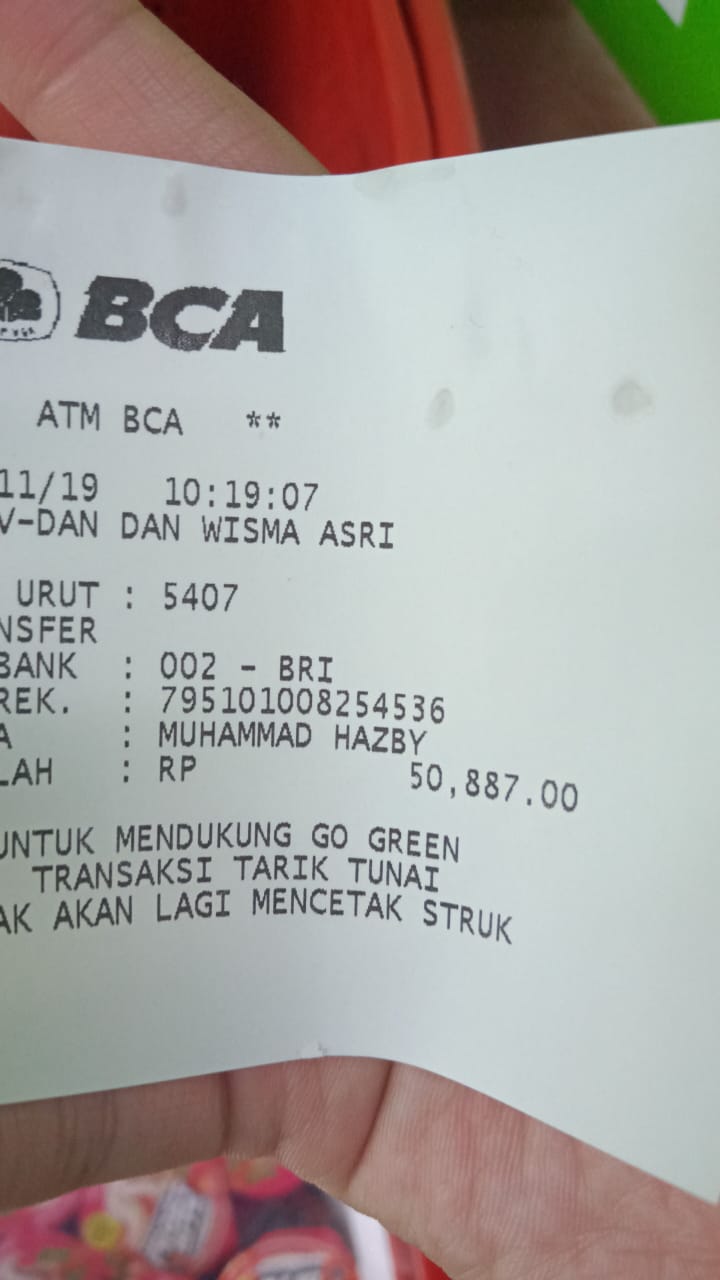 BCA
ATM BCA **
11/19 10:19:07
V-DAN DAN WISMA ASRI
URUT : 5407
NSFER
BANK : 002 - BRI
REK. : 795101008254536
A : MUHAMMAD HAZBY
LAH : RP 50,887.00
UNTUK MENDUKUNG GO GREEN
TRANSAKSI TARIK TUNAI
AK AKAN LAGI MENCETAK STRUK